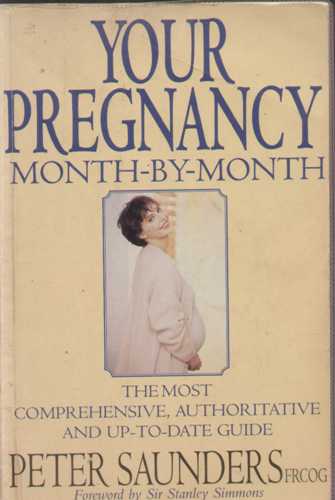 YOUR
PREGNANCY
MONTH-BY-MONTH
THE MOST
COMPREHENSIVE, AUTHORITATIVE
AND UP-TO-DATE GUIDE
PETER SAUNDERS FRCOG
Foreword by Sir Stanley Simmons